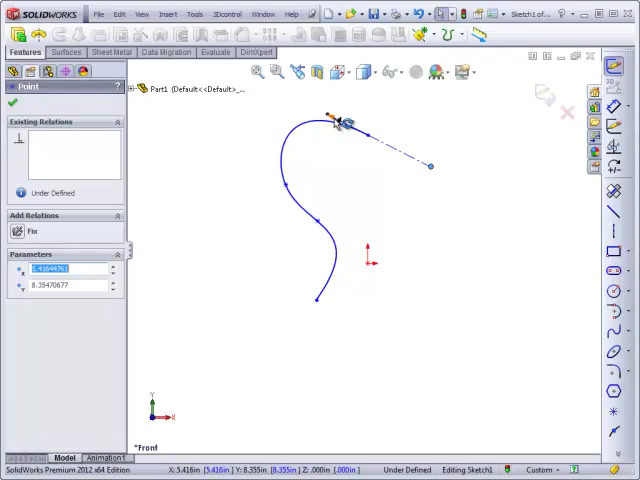 SOLIDWORKS File Edit View Insert Tools 3Dcontrol Window Help Sketch1 of...
Features Surfaces Sheet Metal Data Migration Evaluate DimXpert
Point
Part1 (Default<<Default>_...
Existing Relations
Under Defined
Add Relations
Fix
Parameters
5.41644761
8.35470677
Y
X
*Front
Model Animation1
SolidWorks Premium 2012 x64 Edition X: 5.416in [5.416in] Y: 8.355in [8.355in] Z: .000in [.000in] Under Defined Editing Sketch1 Custom